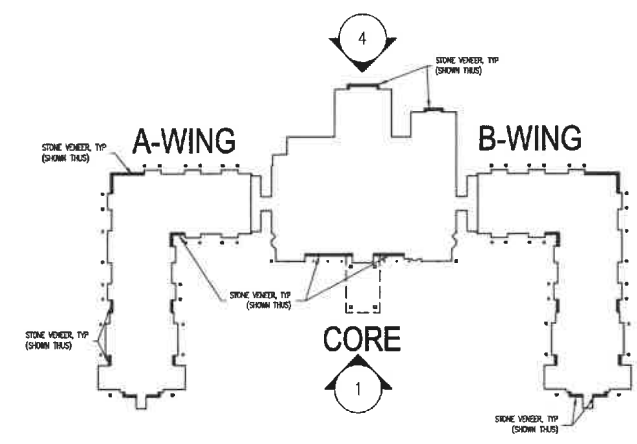 4
STONE VENEER, TYP
(SHOWN THUS)
A-WING
B-WING
STONE VENEER, TYP
(SHOWN THUS)
STONE VENEER, TYP
(SHOWN THUS)
CORE
STONE VENEER, TYP
(SHOWN THUS)
1
STONE VENEER, TYP
(SHOWN THUS)